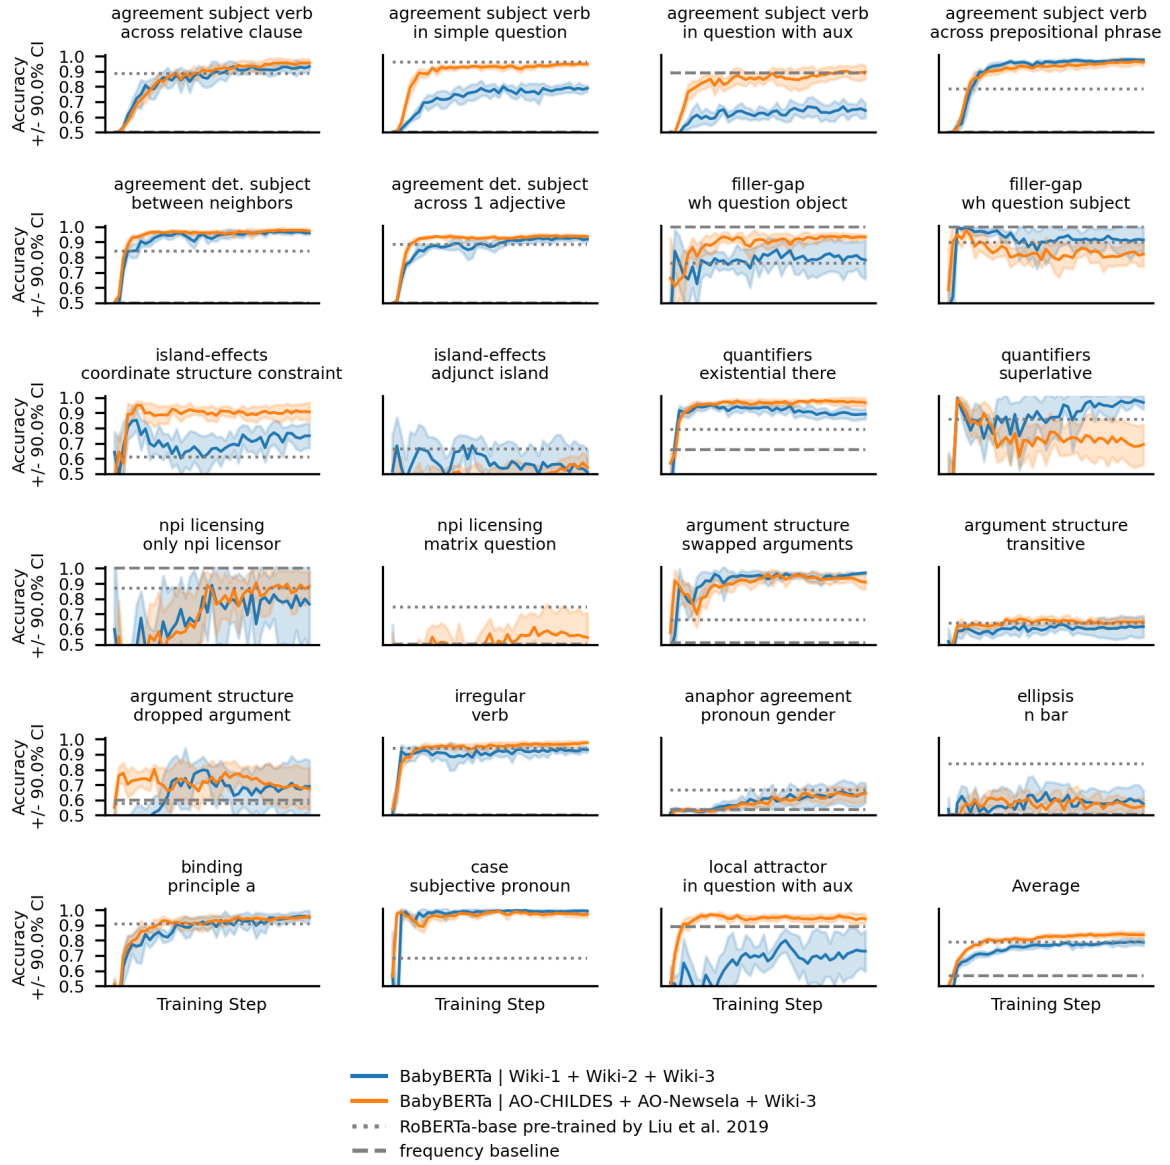 agreement subject verb
across relative clause
agreement subject verb
in simple question
agreement subject verb
in question with aux
agreement subject verb
across prepositional phrase
Accuracy
+/- 90.0% CI
1.0
0.9
0.8
0.7
0.6
0.5
agreement det. subject
between neighbors
agreement det. subject
across 1 adjective
filler-gap
wh question object
filler-gap
wh question subject
Accuracy
+/- 90.0% CI
1.0
0.9
0.8
0.7
0.6
0.5
island-effects
coordinate structure constraint
island-effects
adjunct island
quantifiers
existential there
quantifiers
superlative
Accuracy
+/- 90.0% CI
1.0
0.9
0.8
0.7
0.6
0.5
npi licensing
only npi licensor
npi licensing
matrix question
argument structure
swapped arguments
argument structure
transitive
Accuracy
+/- 90.0% CI
1.0
0.9
0.8
0.7
0.6
0.5
argument structure
dropped argument
irregular
verb
anaphor agreement
pronoun gender
ellipsis
n bar
Accuracy
+/- 90.0% CI
1.0
0.9
0.8
0.7
0.6
0.5
binding
principle a
case
subjective pronoun
local attractor
in question with aux
Average
Accuracy
+/- 90.0% CI
1.0
0.9
0.8
0.7
0.6
0.5
Training Step
Training Step
Training Step
Training Step
BabyBERTa | Wiki-1 + Wiki-2 + Wiki-3
BabyBERTa | AO-CHILDES + AO-Newsela + Wiki-3
RoBERTa-base pre-trained by Liu et al. 2019
frequency baseline